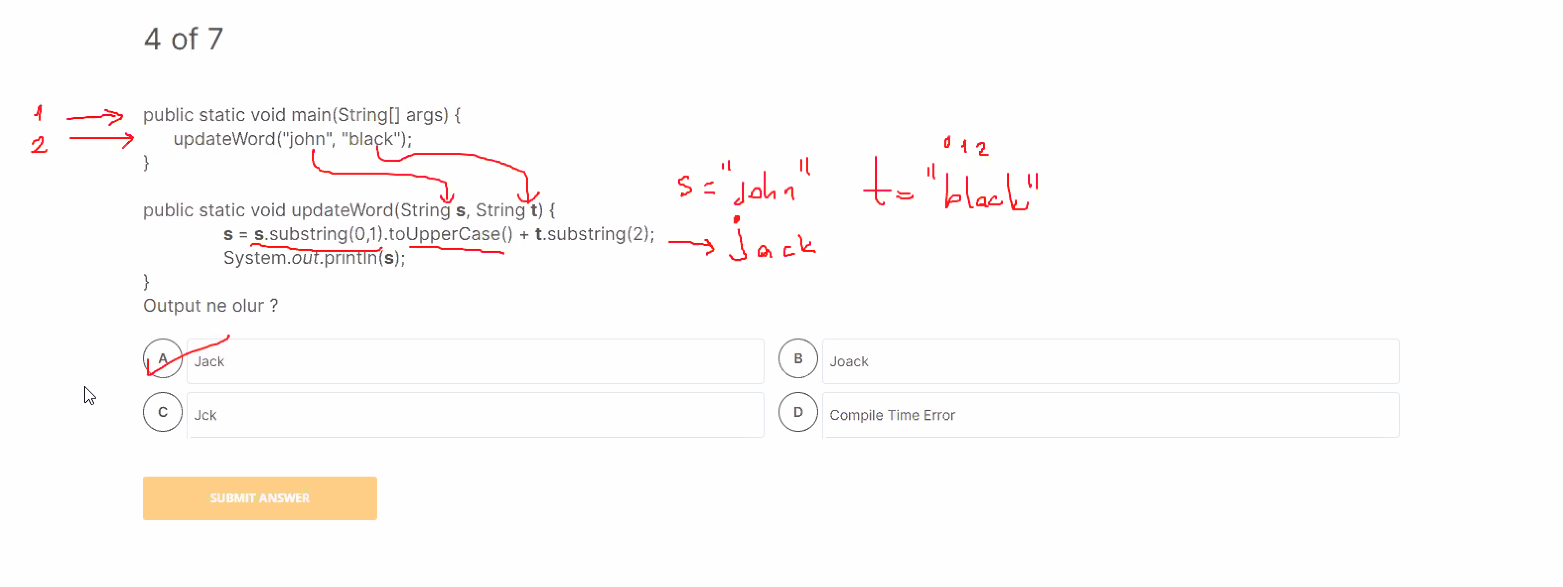 4 of 7
1
public static void main(String[] args) {
2
updateWord("john", "black");
}
0 1 2
s = "john"
t = "black"
public static void updateWord(String s, String t) {
s = s.substring(0,1).toUpperCase() + t.substring(2);
Jack
System.out.println(s);
}
Output ne olur ?
A Jack
B Joack
C Jck
D Compile Time Error
SUBMIT ANSWER